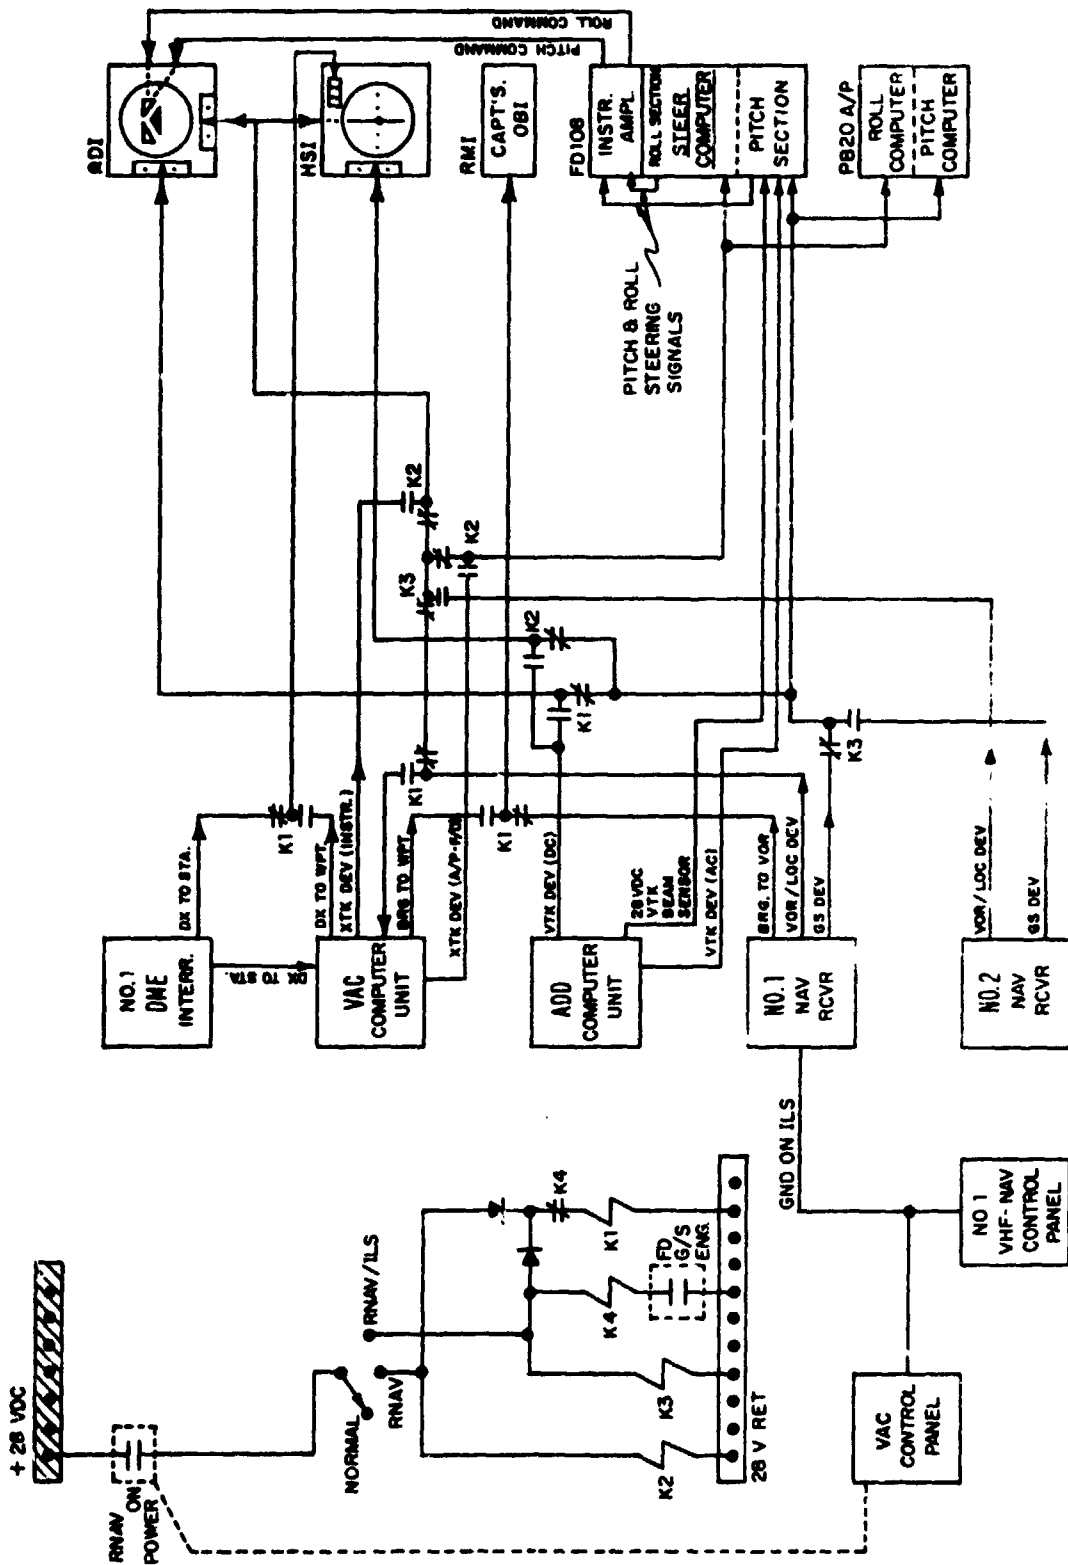 ADI
HSI
RMI
CAPT'S.
OBI
FD108
INSTR.
AMPL.
ROLL SECTION
STEER
COMPUTER
PITCH
SECTION
PB20 A/P
ROLL
COMPUTER
PITCH
COMPUTER
ROLL COMMAND
PITCH COMMAND
PITCH & ROLL
STEERING
SIGNALS
K2
K2
K3
K2
K1
K1
K1
K1
K3
DX TO STA.
DX TO WPT.
XTK DEV (INSTR.)
BRG TO WPT
XTK DEV (A/P-F/D)
VTK DEV (DC)
28 VDC
VTK
BEAM
SENSOR
VTK DEV (AC)
BRG. TO VOR
VOR/LOC DEV
GS DEV
VOR/LOC DEV
GS DEV
NO.1
DME
INTERR.
DX TO STA.
VAC
COMPUTER
UNIT
ADD
COMPUTER
UNIT
NO.1
NAV
RCVR
NO.2
NAV
RCVR
GND ON ILS
+28 VDC
RNAV
ON
POWER
NORMAL
RNAV
RNAV/ILS
K4
K1
FD
G/S
ENG.
K4
K3
K2
28 V RET
VAC
CONTROL
PANEL
NO 1
VHF-NAV
CONTROL
PANEL